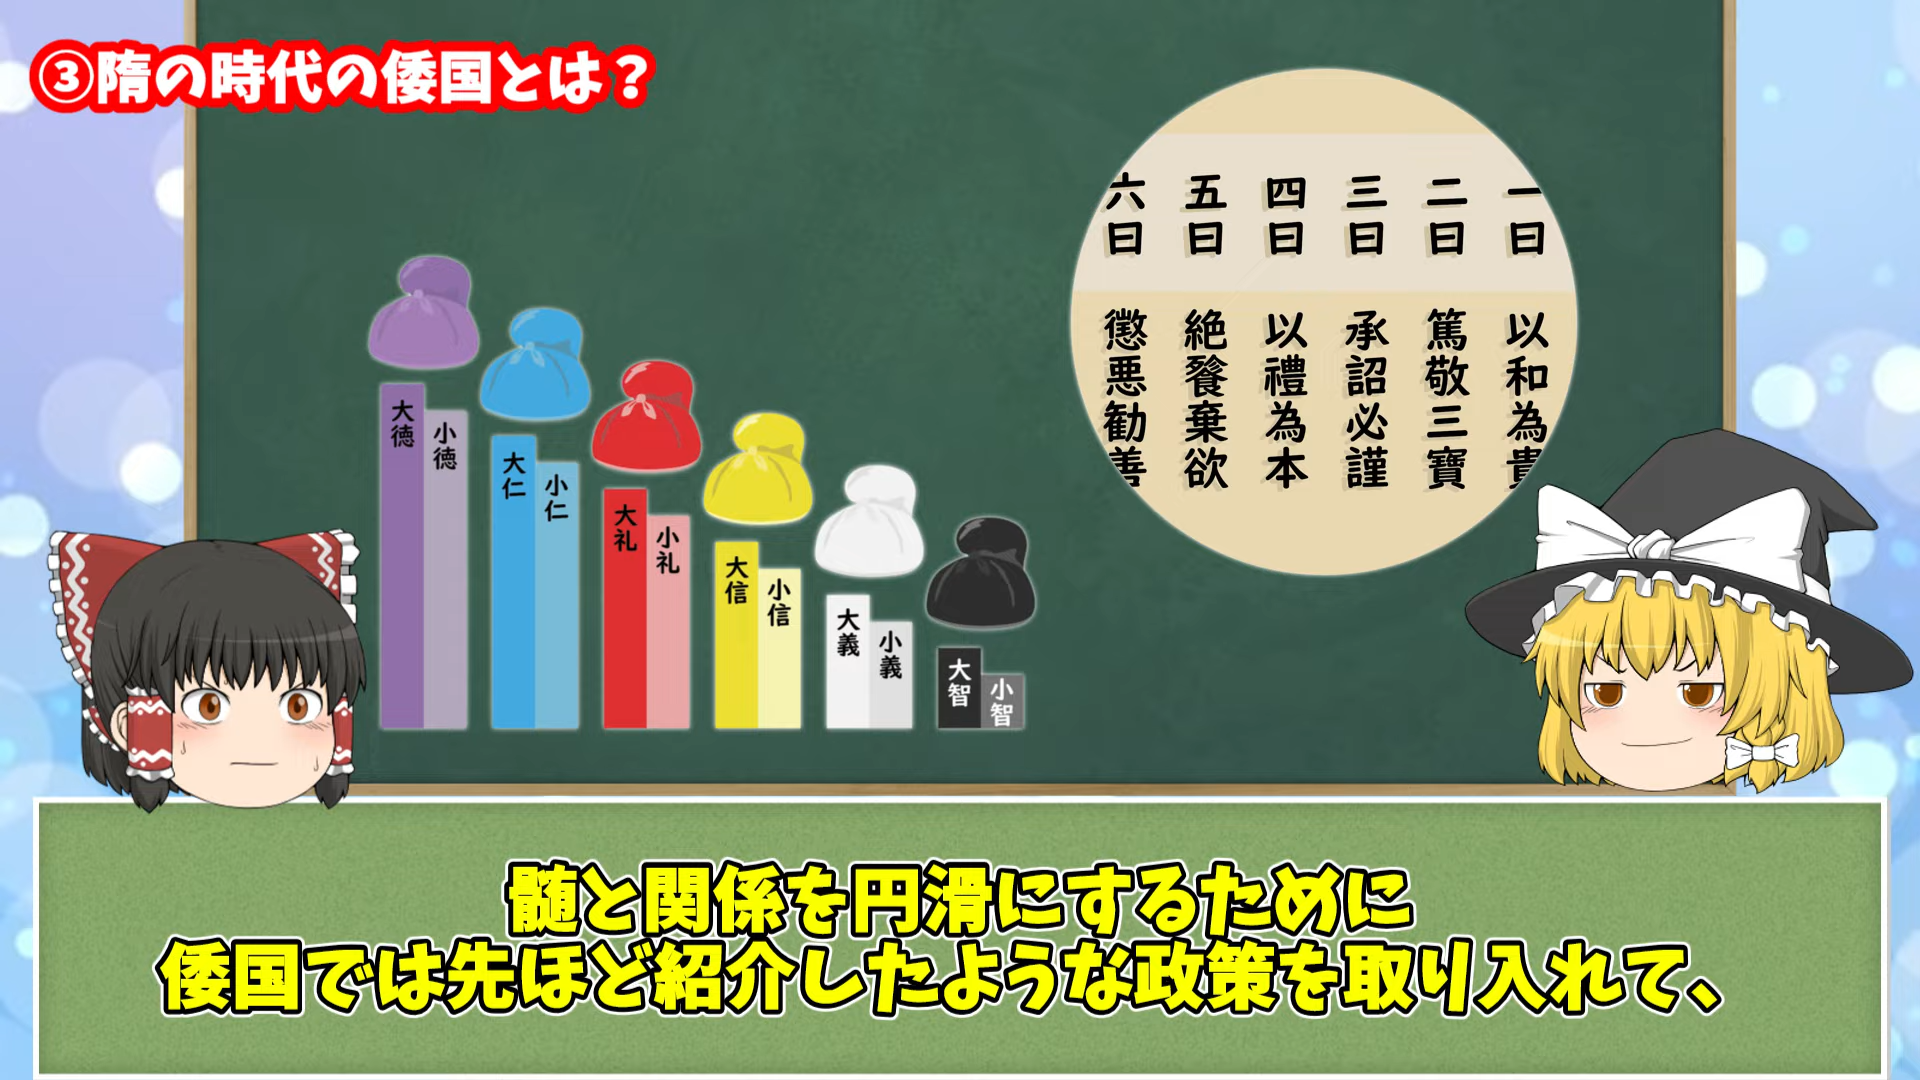 ③隋の時代の倭国とは？
大徳
小徳
大仁
小仁
大礼
小礼
大信
小信
大義
小義
大智
小智
一曰 以和為貴
二曰 篤敬三寶
三曰 承詔必謹
四曰 以禮為本
五曰 絶餮棄欲
六曰 懲悪勧善
髄と関係を円滑にするために
倭国では先ほど紹介したような政策を取り入れて、